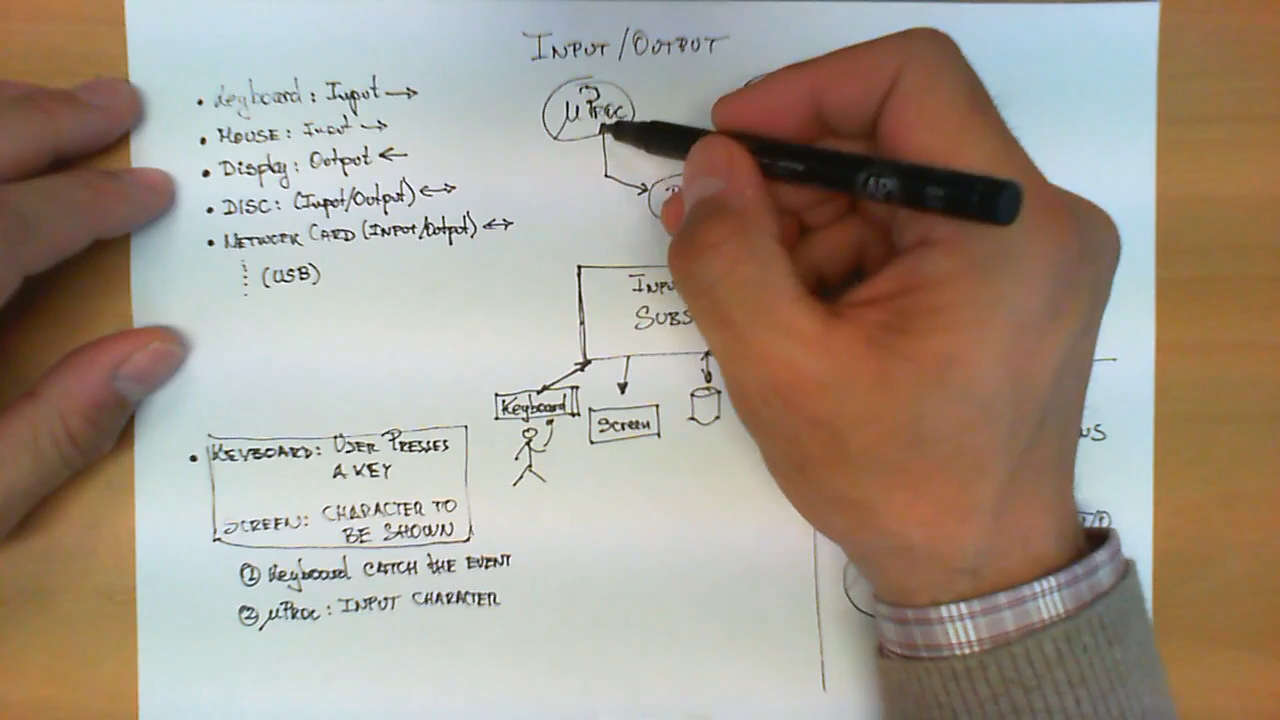 INPUT/OUTPUT
• Keyboard: Input →
• MOUSE: Input →
• Display: Output ←
• DISC: (Input/Output) ↔
• NETWORK CARD (INPUT/Output) ↔
(USB)
μProc
INPU
SUBS
Keyboard
Screen
• KEYBOARD: USER PRESSES
A KEY
SCREEN: CHARACTER TO
BE SHOWN
① Keyboard CATCH THE EVENT
② μProc: INPUT CHARACTER